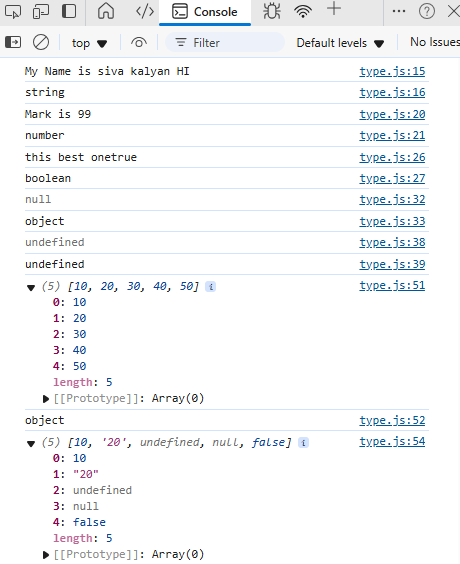 Console
top Filter Default levels No Issues
My Name is siva kalyan HI type.js:15
string type.js:16
Mark is 99 type.js:20
number type.js:21
this best onetrue type.js:26
boolean type.js:27
null type.js:32
object type.js:33
undefined type.js:38
undefined type.js:39
(5) [10, 20, 30, 40, 50] i type.js:51
0: 10
1: 20
2: 30
3: 40
4: 50
length: 5
[[Prototype]]: Array(0)
object type.js:52
(5) [10, '20', undefined, null, false] i type.js:54
0: 10
1: "20"
2: undefined
3: null
4: false
length: 5
[[Prototype]]: Array(0)